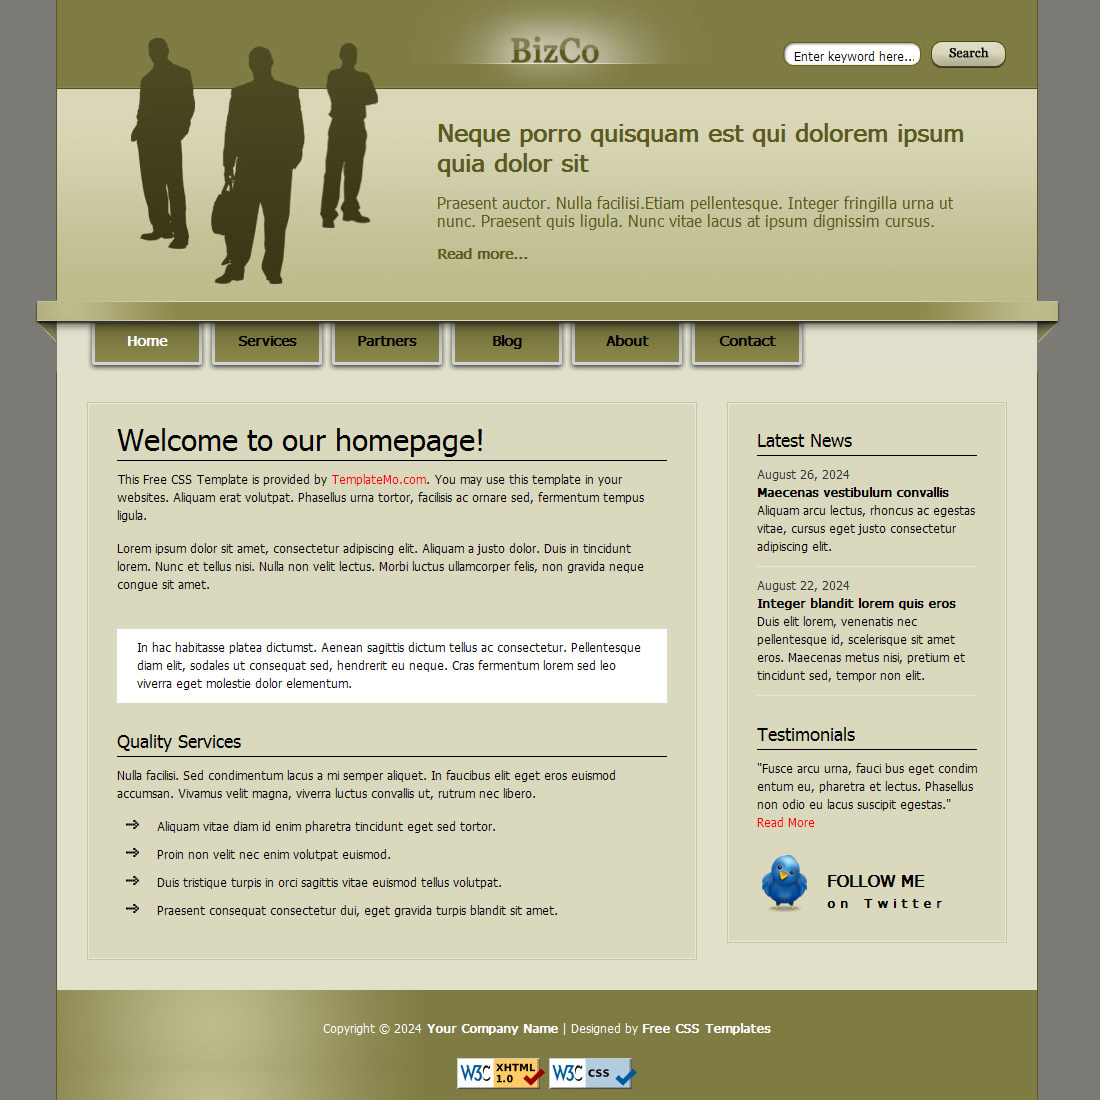 BizCo
Enter keyword here...
Search
Neque porro quisquam est qui dolorem ipsum
quia dolor sit
Praesent auctor. Nulla facilisi.Etiam pellentesque. Integer fringilla urna ut
nunc. Praesent quis ligula. Nunc vitae lacus at ipsum dignissim cursus.
Read more...
Home Services Partners Blog About Contact
Welcome to our homepage!
This Free CSS Template is provided by TemplateMo.com. You may use this template in your
websites. Aliquam erat volutpat. Phasellus urna tortor, facilisis ac ornare sed, fermentum tempus
ligula.
Lorem ipsum dolor sit amet, consectetur adipiscing elit. Aliquam a justo dolor. Duis in tincidunt
lorem. Nunc et tellus nisi. Nulla non velit lectus. Morbi luctus ullamcorper felis, non gravida neque
congue sit amet.
In hac habitasse platea dictumst. Aenean sagittis dictum tellus ac consectetur. Pellentesque
diam elit, sodales ut consequat sed, hendrerit eu neque. Cras fermentum lorem sed leo
viverra eget molestie dolor elementum.
Quality Services
Nulla facilisi. Sed condimentum lacus a mi semper aliquet. In faucibus elit eget eros euismod
accumsan. Vivamus velit magna, viverra luctus convallis ut, rutrum nec libero.
Aliquam vitae diam id enim pharetra tincidunt eget sed tortor.
Proin non velit nec enim volutpat euismod.
Duis tristique turpis in orci sagittis vitae euismod tellus volutpat.
Praesent consequat consectetur dui, eget gravida turpis blandit sit amet.
Latest News
August 26, 2024
Maecenas vestibulum convallis
Aliquam arcu lectus, rhoncus ac egestas
vitae, cursus eget justo consectetur
adipiscing elit.
August 22, 2024
Integer blandit lorem quis eros
Duis elit lorem, venenatis nec
pellentesque id, scelerisque sit amet
eros. Maecenas metus nisi, pretium et
tincidunt sed, tempor non elit.
Testimonials
"Fusce arcu urna, fauci bus eget condim
entum eu, pharetra et lectus. Phasellus
non odio eu lacus suscipit egestas."
Read More
FOLLOW ME
on Twitter
Copyright © 2024 Your Company Name | Designed by Free CSS Templates
W3C XHTML 1.0 W3C CSS